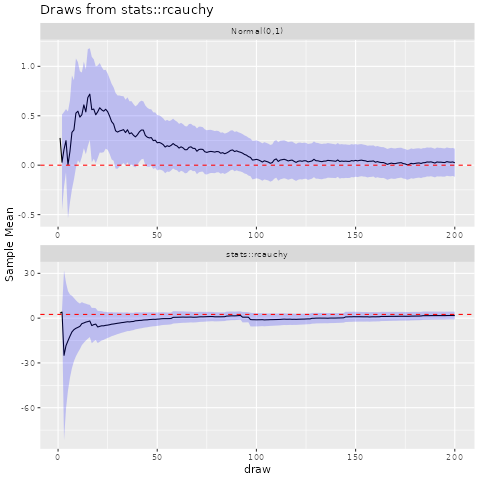 Draws from stats::rcauchy
Normal(0,1)
1.0
0.5
0.0
-0.5
0 50 100 150 200
stats::rcauchy
30
0
-30
-60
0 50 100 150 200
draw
Sample Mean